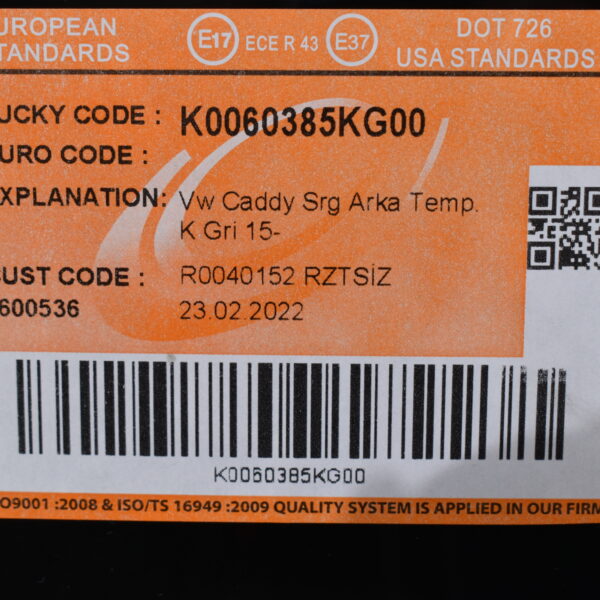 UROPEAN
TANDARDS
E17 ECE R 43 E37
DOT 726
USA STANDARDS
UCKY CODE : K0060385KG00
URO CODE :
XPLANATION: Vw Caddy Srg Arka Temp.
K Gri 15-
UST CODE : R0040152 RZTSİZ
600536 23.02.2022
K0060385KG00
O9001 :2008 & ISO/TS 16949 :2009 QUALITY SYSTEM IS APPLIED IN OUR FIRM